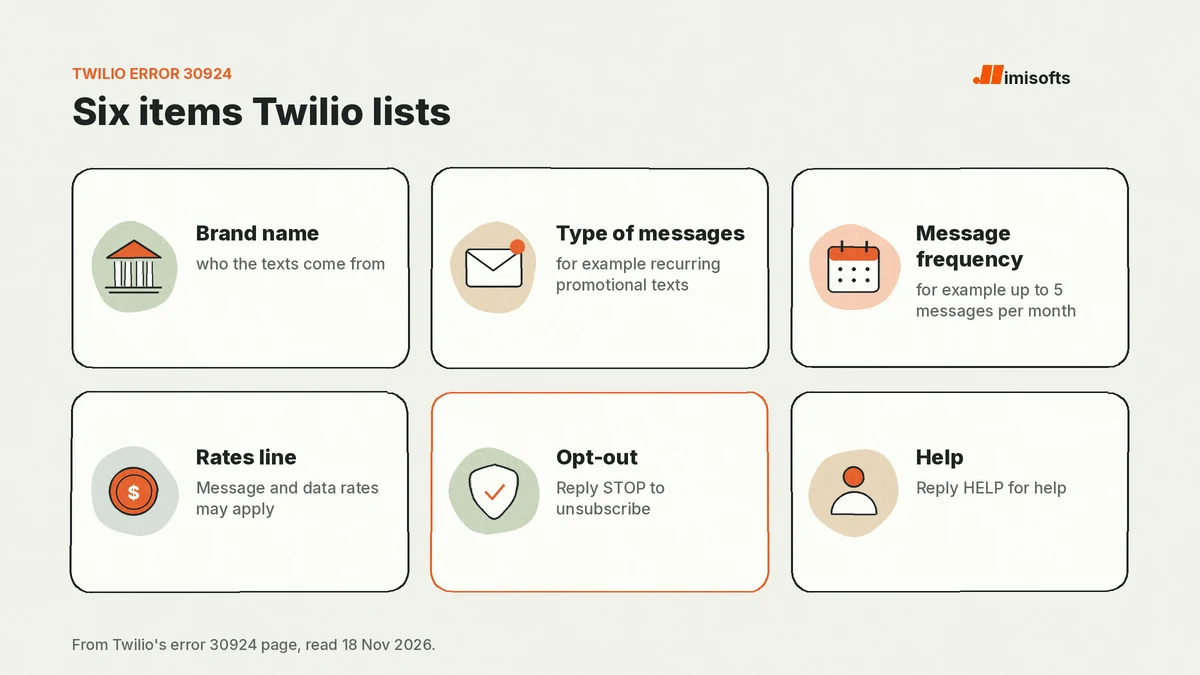 TWILIO ERROR 30924
Six items Twilio lists
imisofts
Brand name
who the texts come from
Type of messages
for example recurring
promotional texts
Message
frequency
for example up to 5
messages per month
$
Rates line
Message and data rates
may apply
Opt-out
Reply STOP to
unsubscribe
Help
Reply HELP for help
From Twilio's error 30924 page, read 18 Nov 2026.